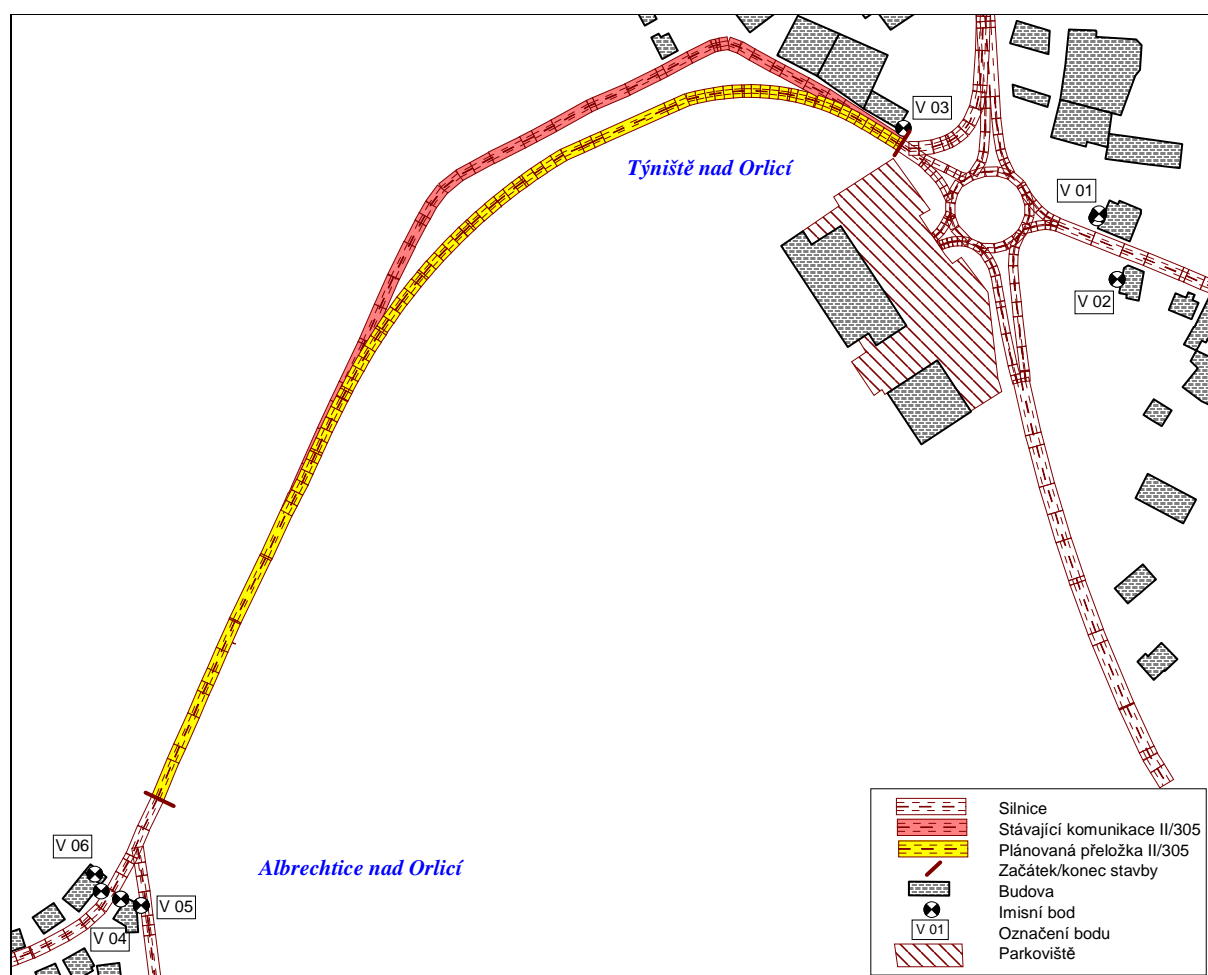 V 03
Týniště nad Orlicí
V 01
V 02
V 06
Albrechtice nad Orlicí
V 05
V 04
Silnice
Stávající komunikace II/305
Plánovaná přeložka II/305
Začátek/konec stavby
Budova
Imisní bod
V 01
Označení bodu
Parkoviště